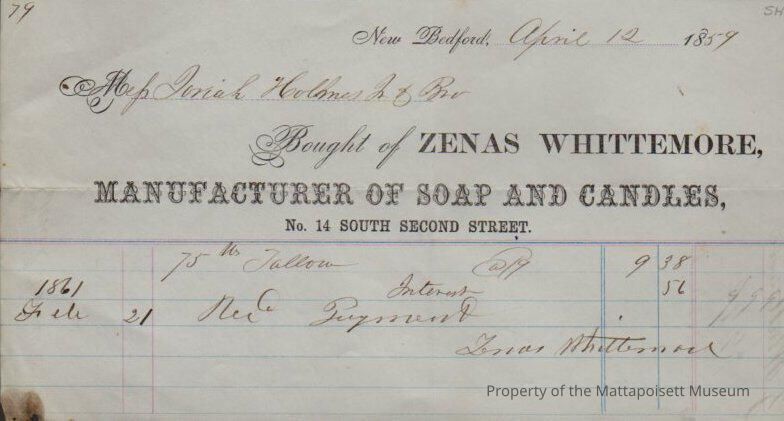 79
New Bedford, April 12 1859
Mess Josiah Holmes Jr & Bro
Bought of ZENAS WHITTEMORE,
MANUFACTURER OF SOAP AND CANDLES,
No. 14 SOUTH SECOND STREET.
75 lbs Tallow 9 38
1861 Interest 56
Feb 21 Recd Payment
Zenas Whittemore
Property of the Mattapoisett Museum